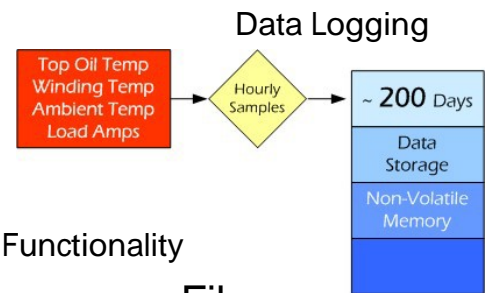 Data Logging
Top Oil Temp
Winding Temp
Ambient Temp
Load Amps
Hourly
Samples
~ 200 Days
Data
Storage
Non-Volatile
Memory
Functionality